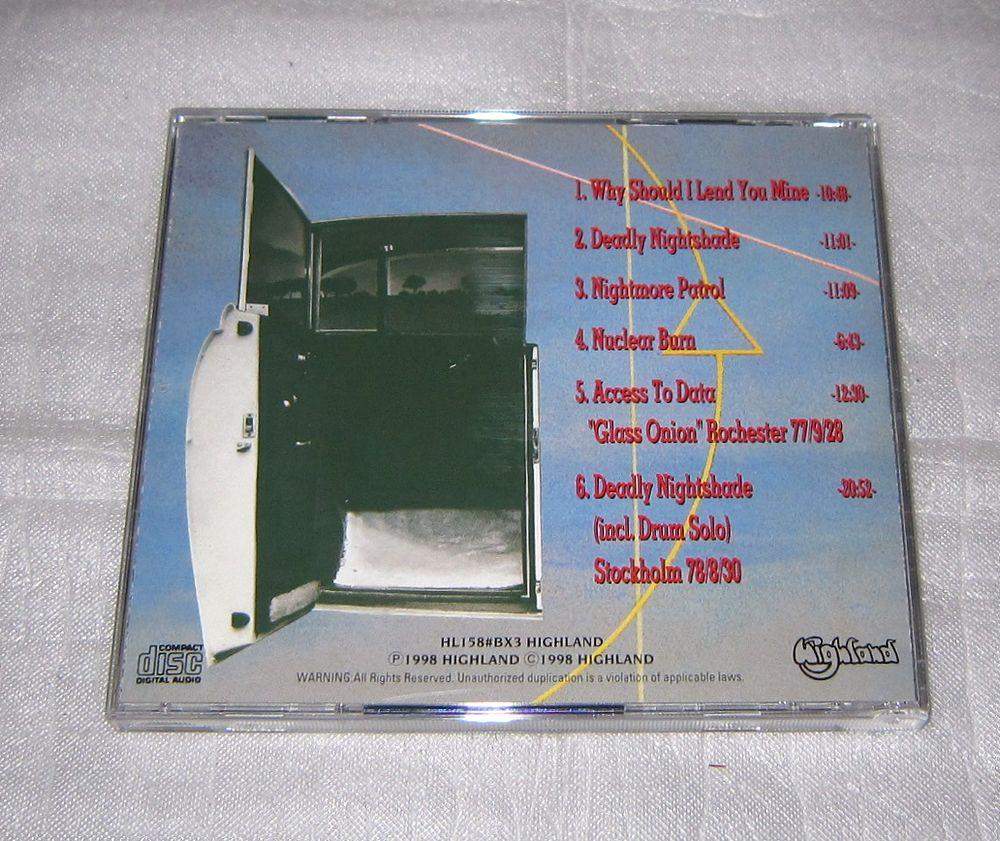 1. Why Should I Lend You Mine -10:48-
2. Deadly Nightshade -11:01-
3. Nightmore Patrol -11:09-
4. Nuclear Burn -6:43-
5. Access To Data -12:30-
"Glass Onion" Rochester 77/9/28
6. Deadly Nightshade -20:52-
(incl. Drum Solo)
Stockholm 78/8/30
HL158#BX3 HIGHLAND
Ⓟ1998 HIGHLAND ©1998 HIGHLAND
WARNING:All Rights Reserved. Unauthorized duplication is a violation of applicable laws.
COMPACT
disc
DIGITAL AUDIO
Highland